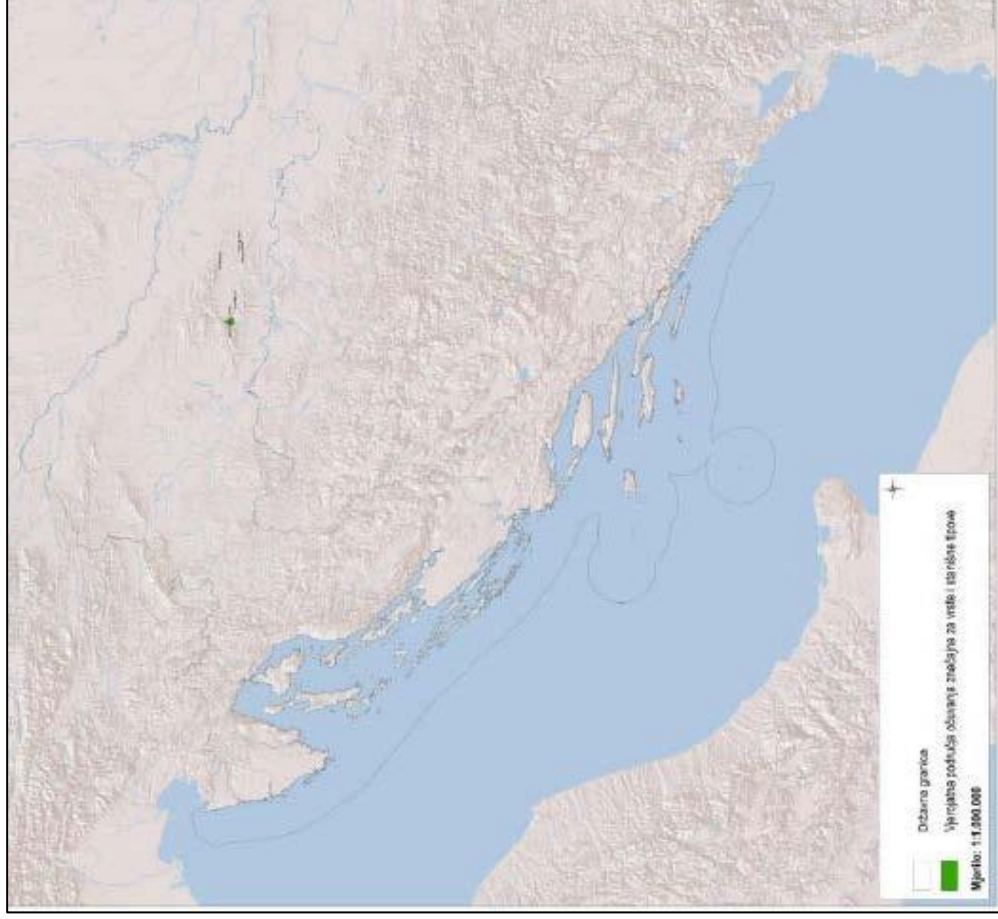 Državna granica
Vjerojatna područja očuvanja značajna za vrste i stanišne tipove
Mjerilo: 1:1.000.000